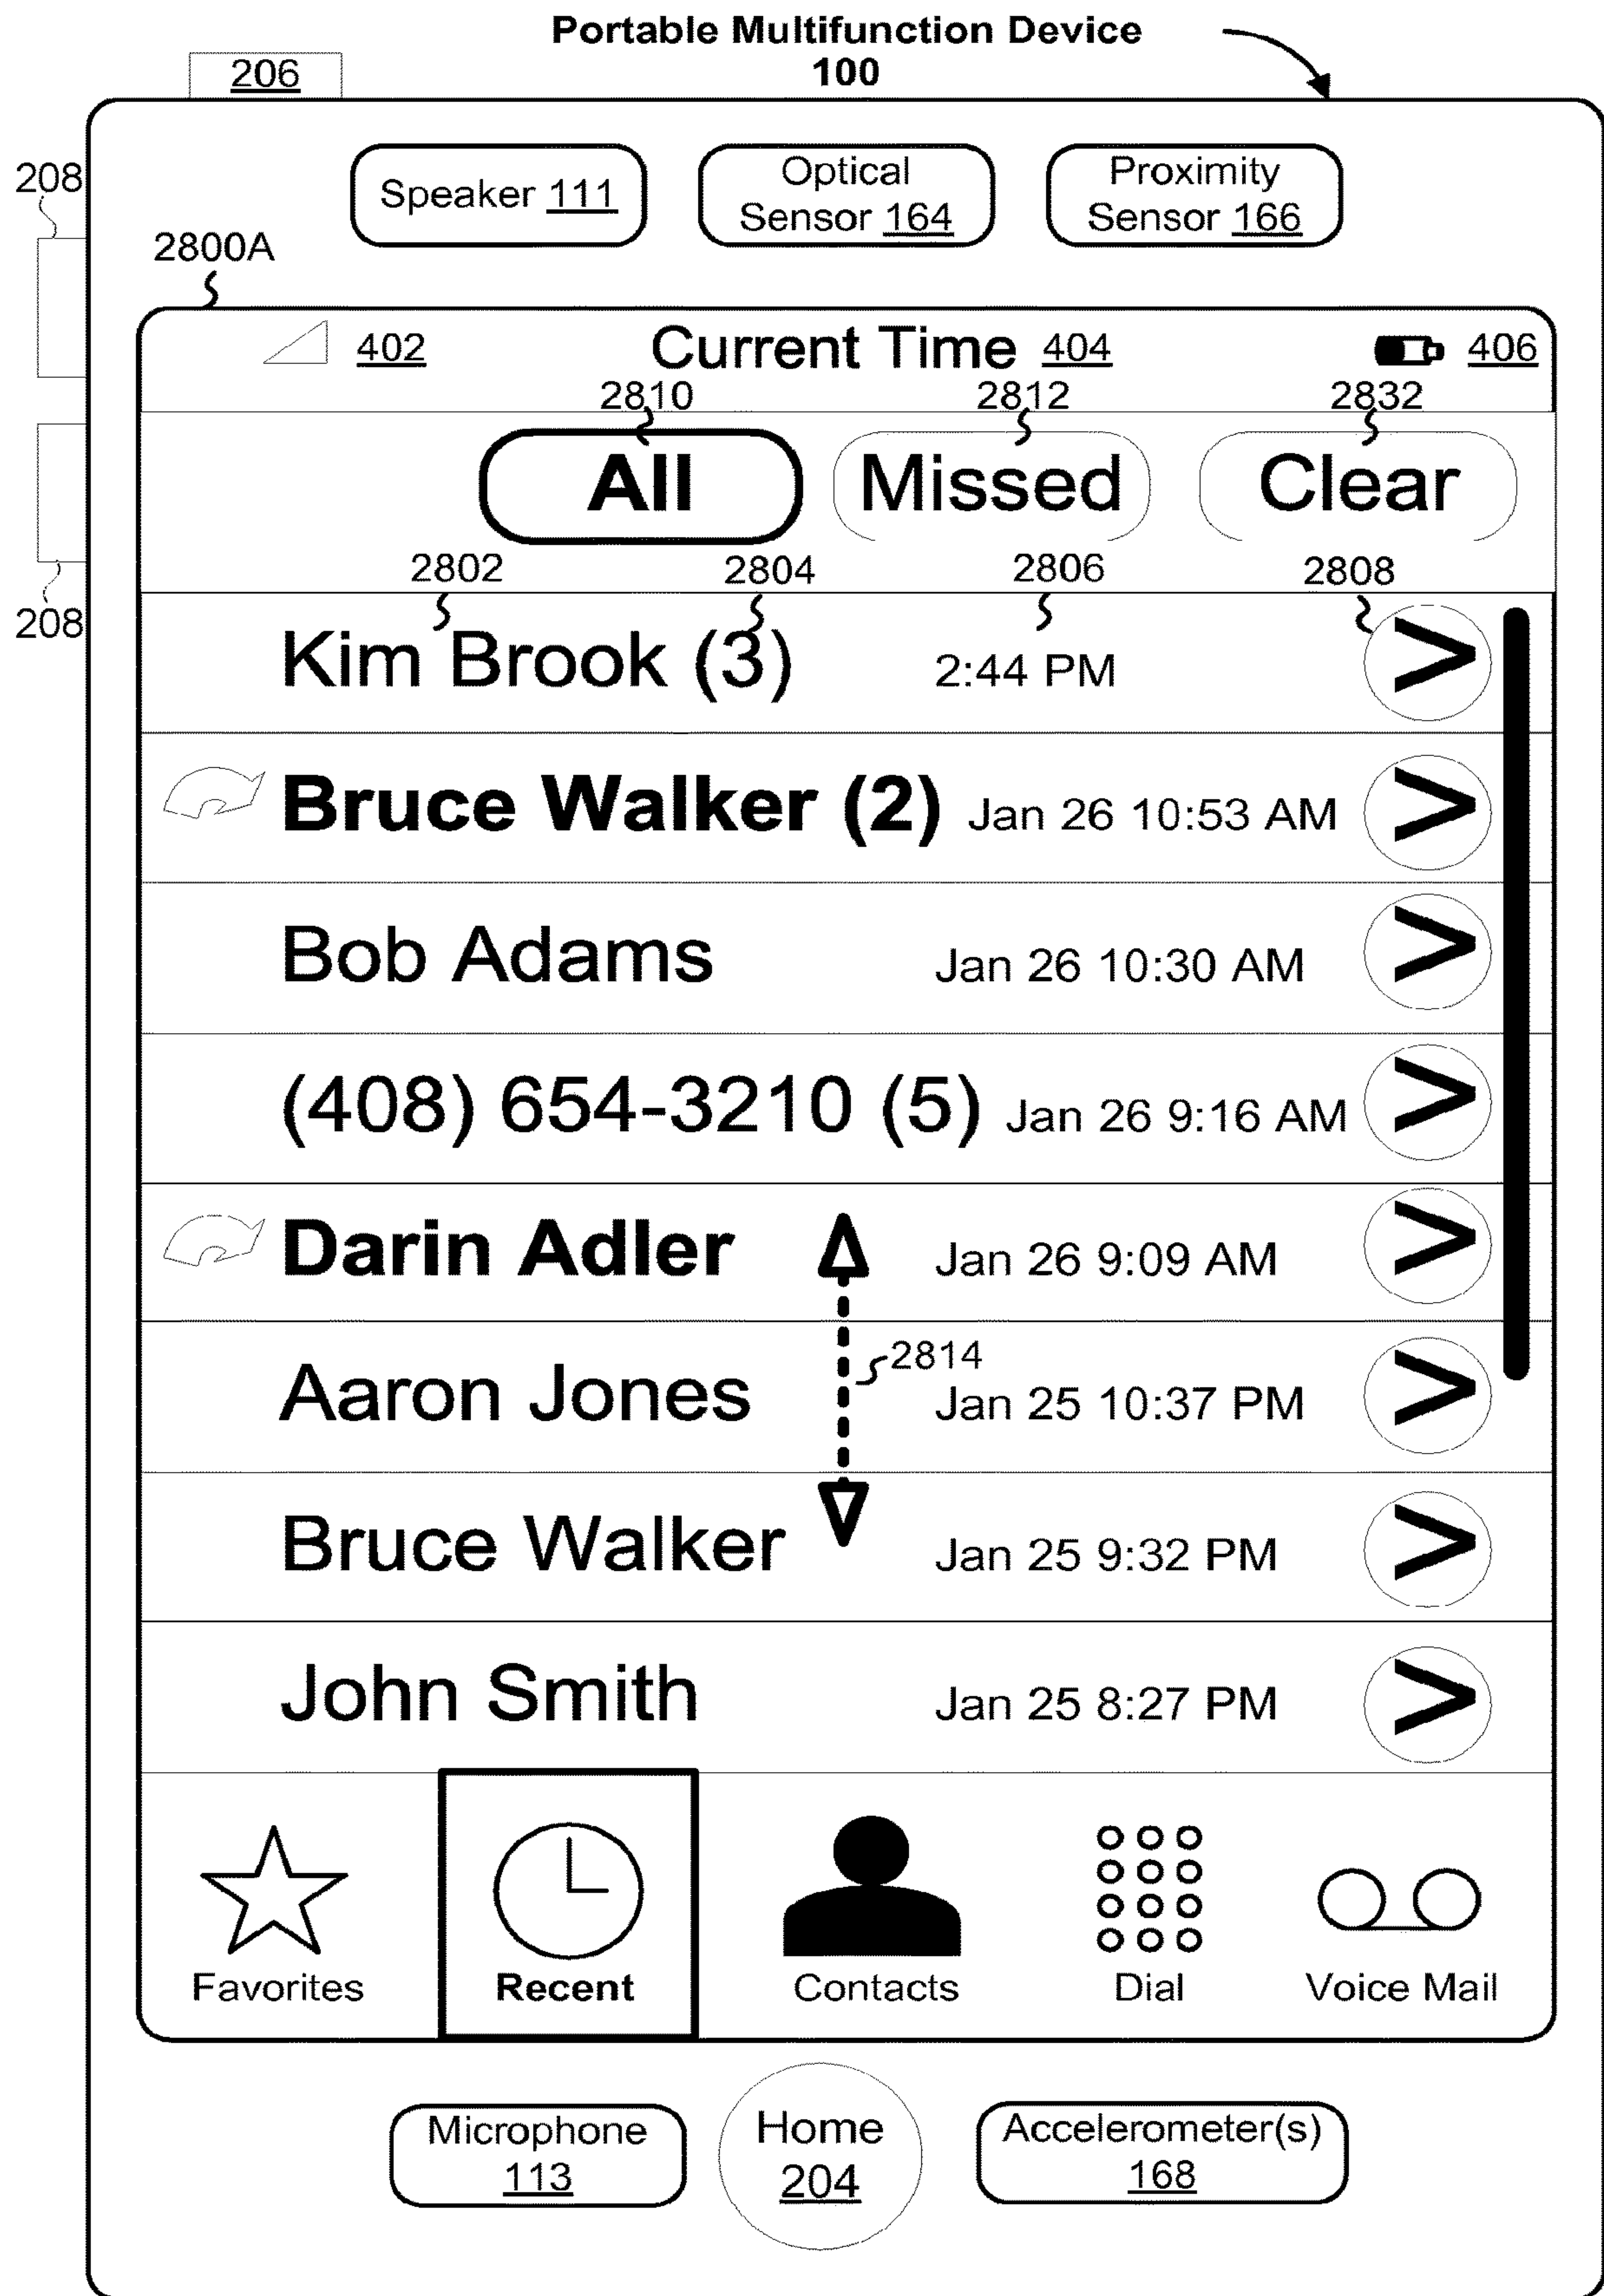 Portable Multifunction Device
100
206
208
Speaker 111
Optical
Sensor 164
Proximity
Sensor 166
2800A
402
Current Time 404
406
2810
2812
2832
All
Missed
Clear
208
2802
2804
2806
2808
Kim Brook (3)
2:44 PM
>
Bruce Walker (2)
Jan 26 10:53 AM
>
Bob Adams
Jan 26 10:30 AM
>
(408) 654-3210 (5)
Jan 26 9:16 AM
>
Darin Adler
Jan 26 9:09 AM
>
2814
Aaron Jones
Jan 25 10:37 PM
>
Bruce Walker
Jan 25 9:32 PM
>
John Smith
Jan 25 8:27 PM
>
Favorites
Recent
Contacts
Dial
Voice Mail
Microphone
113
Home
204
Accelerometer(s)
168